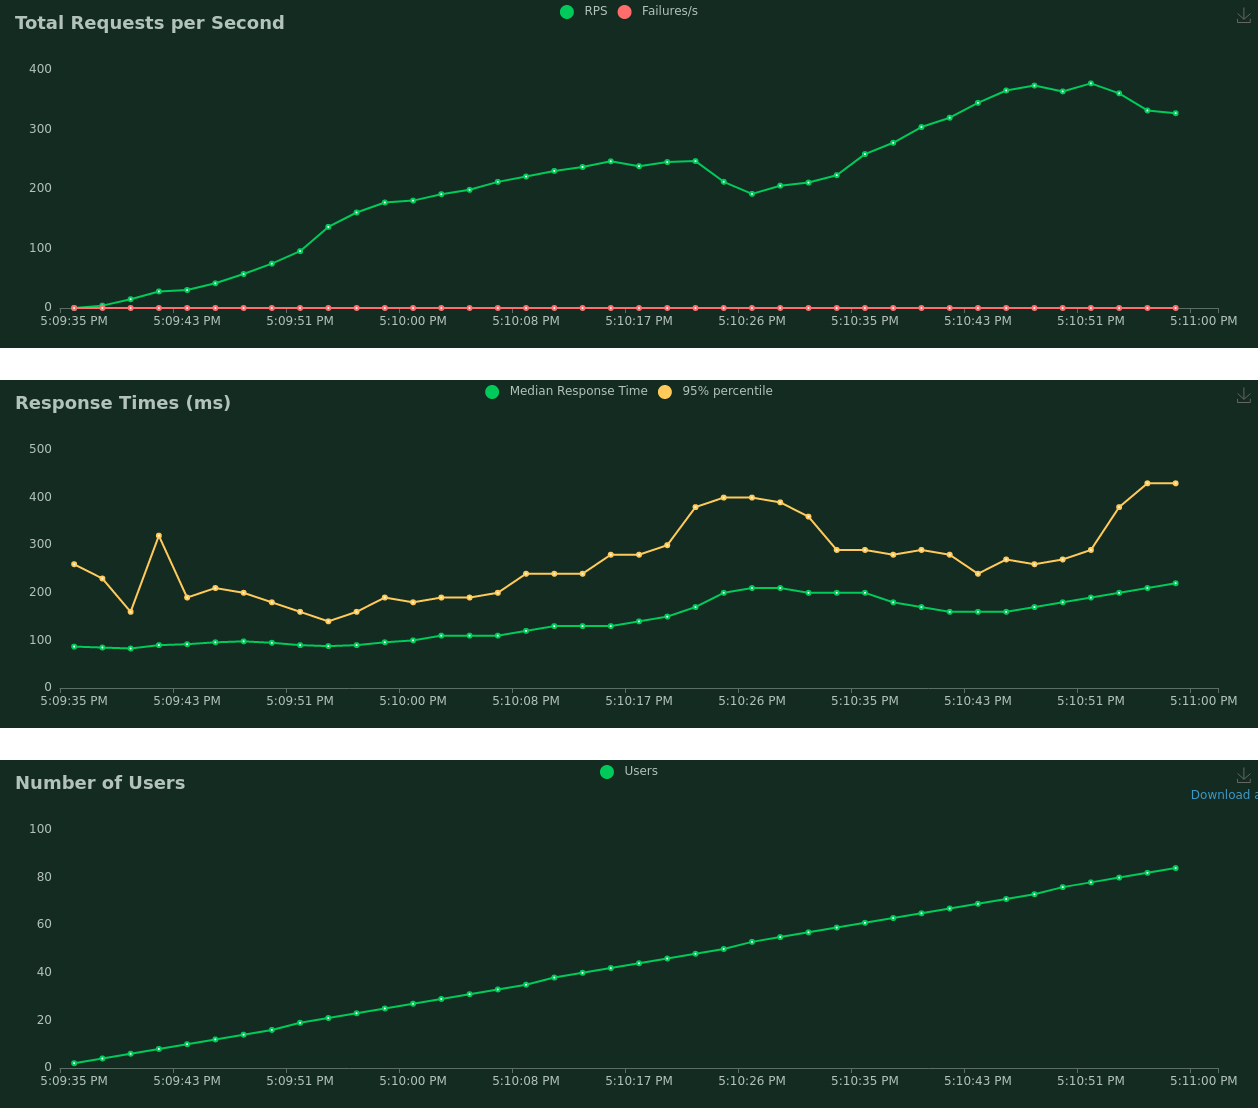 Total Requests per Second
RPS Failures/s
400
300
200
100
0
5:09:35 PM 5:09:43 PM 5:09:51 PM 5:10:00 PM 5:10:08 PM 5:10:17 PM 5:10:26 PM 5:10:35 PM 5:10:43 PM 5:10:51 PM 5:11:00 PM
Response Times (ms)
Median Response Time 95% percentile
500
400
300
200
100
0
5:09:35 PM 5:09:43 PM 5:09:51 PM 5:10:00 PM 5:10:08 PM 5:10:17 PM 5:10:26 PM 5:10:35 PM 5:10:43 PM 5:10:51 PM 5:11:00 PM
Number of Users
Users
Download a
100
80
60
40
20
0
5:09:35 PM 5:09:43 PM 5:09:51 PM 5:10:00 PM 5:10:08 PM 5:10:17 PM 5:10:26 PM 5:10:35 PM 5:10:43 PM 5:10:51 PM 5:11:00 PM